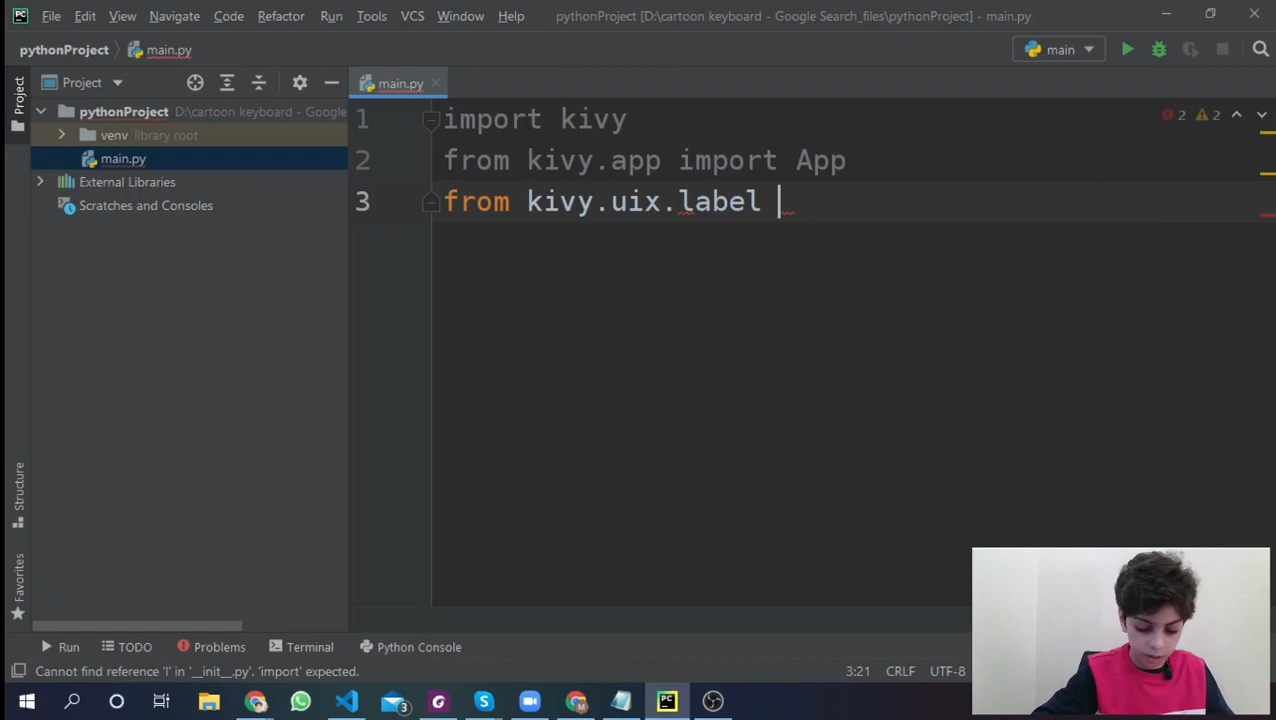 PC File Edit View Navigate Code Refactor Run Tools VCS Window Help pythonProject [D:\cartoon keyboard - Google Search_files\pythonProject] - main.py
pythonProject main.py main
Project
Project
main.py
pythonProject D:\cartoon keyboard - Google
venv library root
main.py
External Libraries
Scratches and Consoles
1 import kivy
2 from kivy.app import App
3 from kivy.uix.label
2 2
Structure
Favorites
Run TODO Problems Terminal Python Console
Cannot find reference 'l' in '__init__.py'. 'import' expected. 3:21 CRLF UTF-8
3 PC